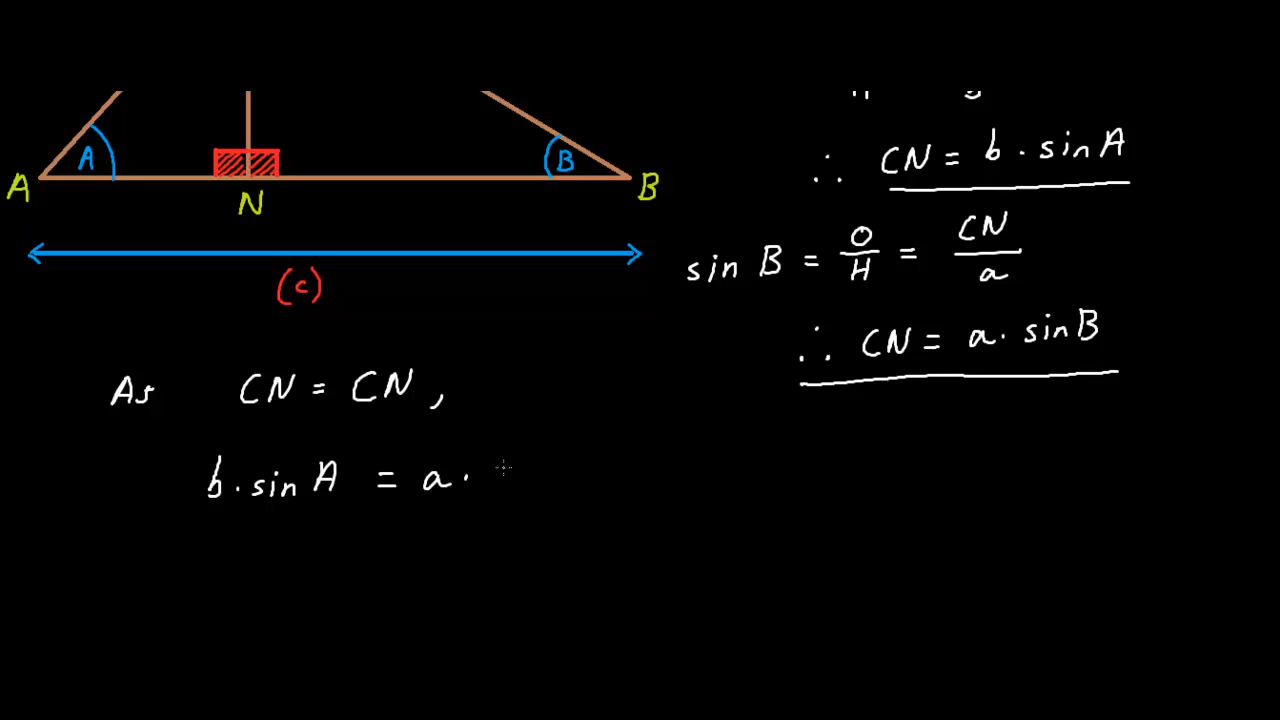 A
B
A
N
B
(c)
∴ CN = b · sin A
sin B = O/H = CN/a
∴ CN = a · sin B
As CN = CN,
b · sin A = a ·